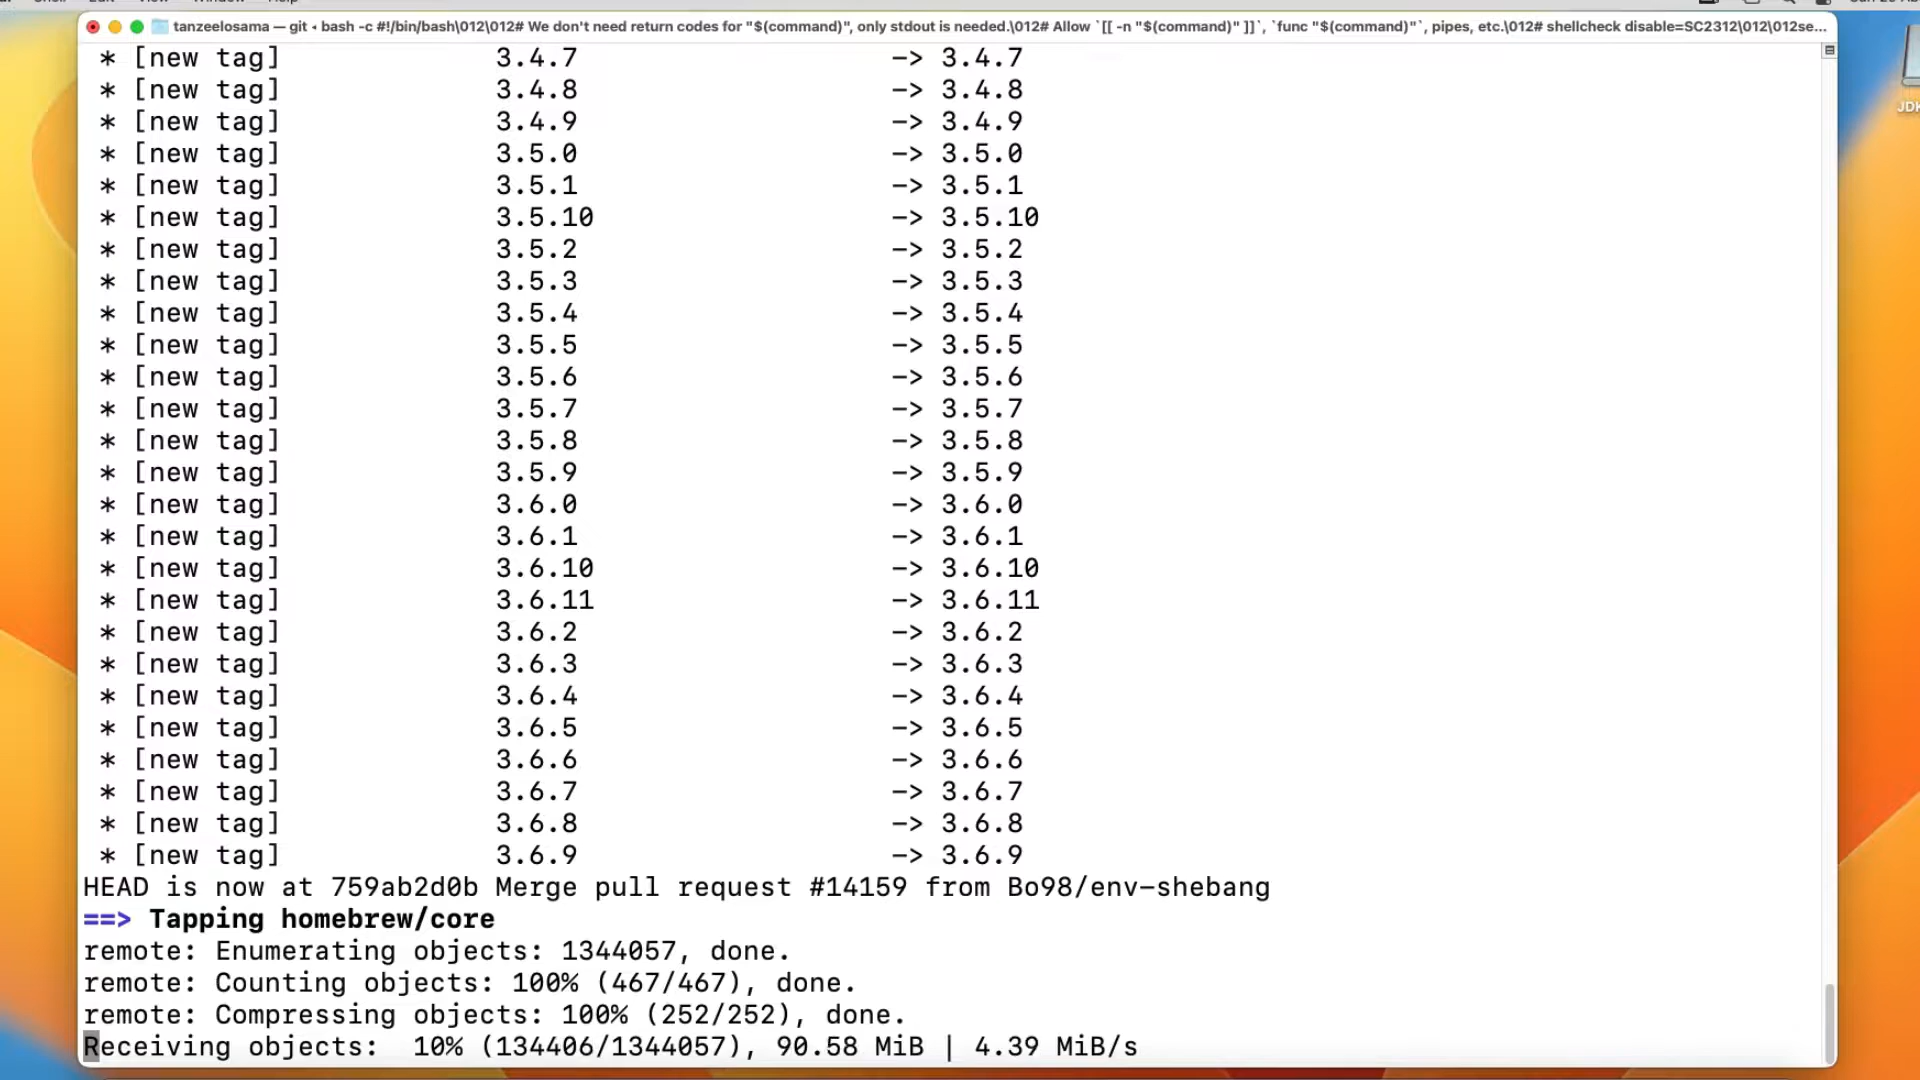 tanzeelosama — git ◂ bash -c #!/bin/bash\012\012# We don't need return codes for "$(command)", only stdout is needed.\012# Allow `[[ -n "$(command)" ]]`, `func "$(command)"`, pipes, etc.\012# shellcheck disable=SC2312\012\012se...
JDK
* [new tag] 3.4.7 -> 3.4.7
* [new tag] 3.4.8 -> 3.4.8
* [new tag] 3.4.9 -> 3.4.9
* [new tag] 3.5.0 -> 3.5.0
* [new tag] 3.5.1 -> 3.5.1
* [new tag] 3.5.10 -> 3.5.10
* [new tag] 3.5.2 -> 3.5.2
* [new tag] 3.5.3 -> 3.5.3
* [new tag] 3.5.4 -> 3.5.4
* [new tag] 3.5.5 -> 3.5.5
* [new tag] 3.5.6 -> 3.5.6
* [new tag] 3.5.7 -> 3.5.7
* [new tag] 3.5.8 -> 3.5.8
* [new tag] 3.5.9 -> 3.5.9
* [new tag] 3.6.0 -> 3.6.0
* [new tag] 3.6.1 -> 3.6.1
* [new tag] 3.6.10 -> 3.6.10
* [new tag] 3.6.11 -> 3.6.11
* [new tag] 3.6.2 -> 3.6.2
* [new tag] 3.6.3 -> 3.6.3
* [new tag] 3.6.4 -> 3.6.4
* [new tag] 3.6.5 -> 3.6.5
* [new tag] 3.6.6 -> 3.6.6
* [new tag] 3.6.7 -> 3.6.7
* [new tag] 3.6.8 -> 3.6.8
* [new tag] 3.6.9 -> 3.6.9
HEAD is now at 759ab2d0b Merge pull request #14159 from Bo98/env-shebang
==> Tapping homebrew/core
remote: Enumerating objects: 1344057, done.
remote: Counting objects: 100% (467/467), done.
remote: Compressing objects: 100% (252/252), done.
Receiving objects: 10% (134406/1344057), 90.58 MiB | 4.39 MiB/s